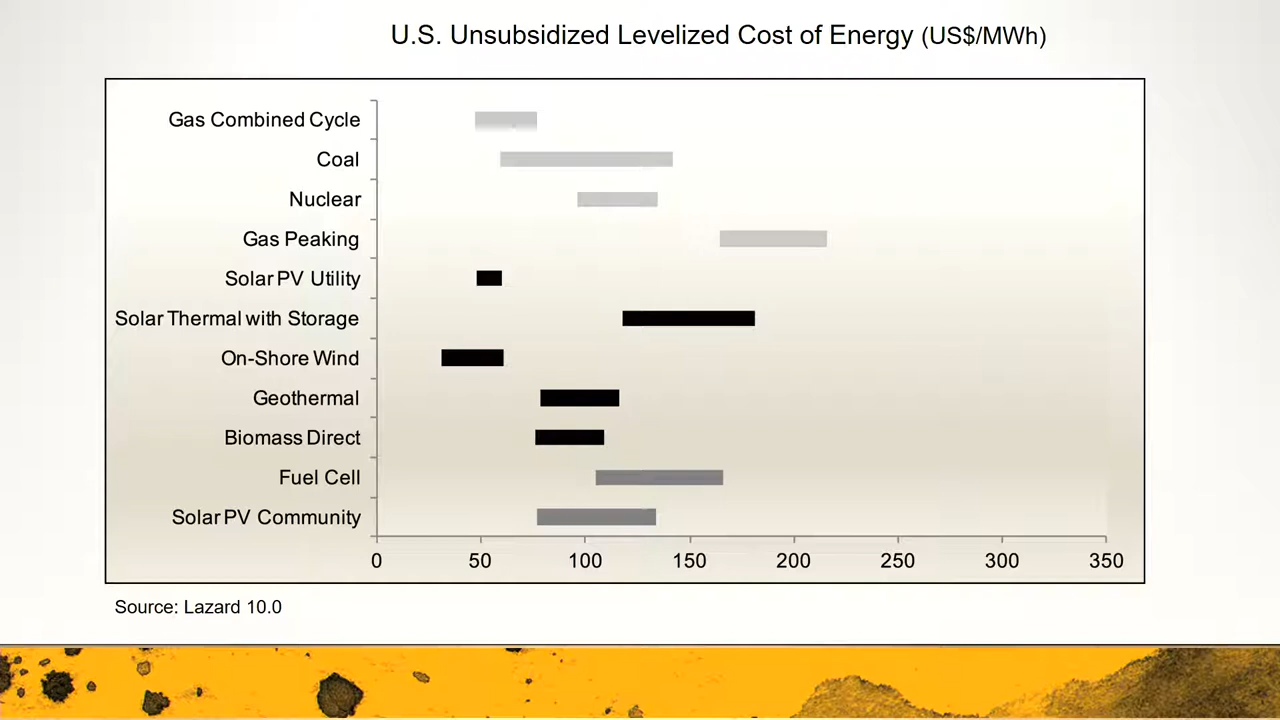 U.S. Unsubsidized Levelized Cost of Energy (US$/MWh)
Gas Combined Cycle
Coal
Nuclear
Gas Peaking
Solar PV Utility
Solar Thermal with Storage
On-Shore Wind
Geothermal
Biomass Direct
Fuel Cell
Solar PV Community
0 50 100 150 200 250 300 350
Source: Lazard 10.0